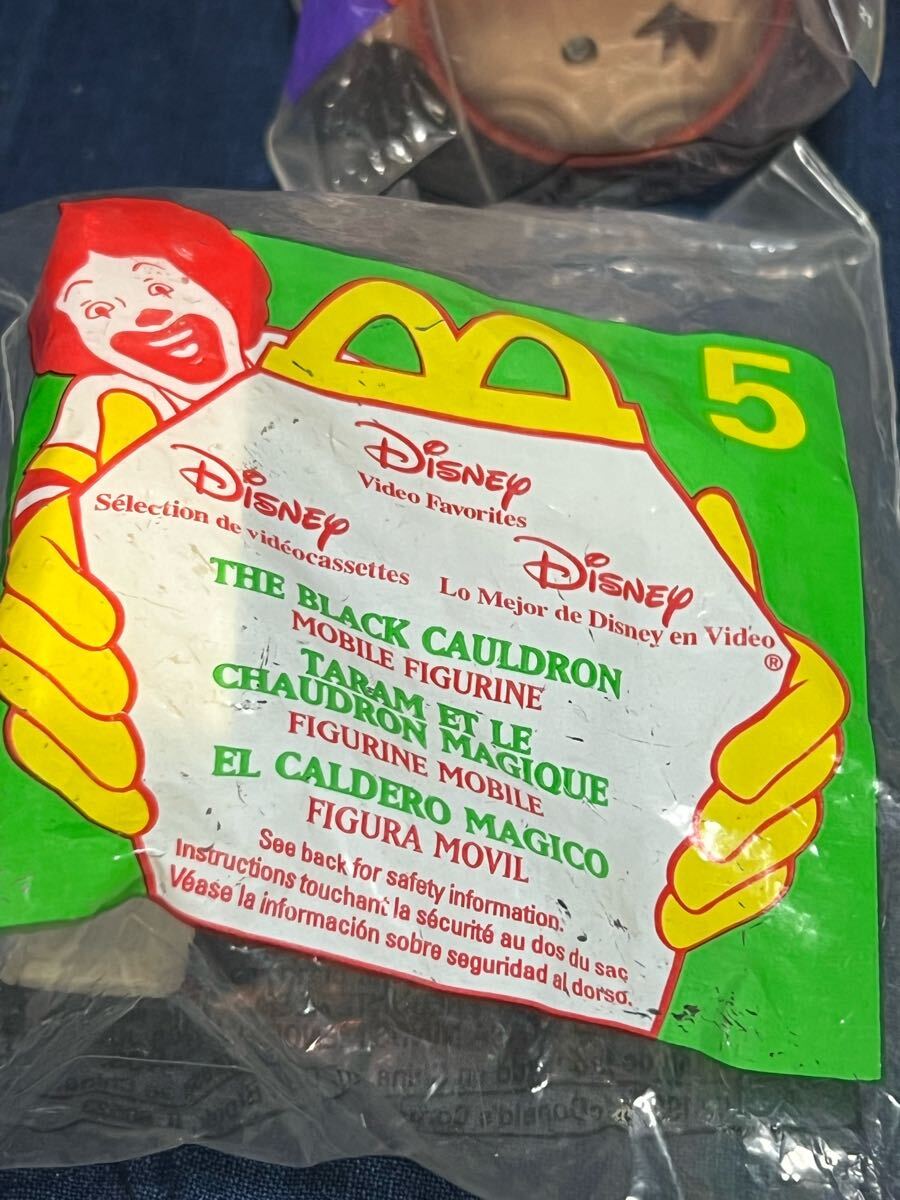 5
Disney
Video Favorites
Disney
Sélection de vidéocassettes
Disney
Lo Mejor de Disney en Video
®
THE BLACK CAULDRON
MOBILE FIGURINE
TARAM ET LE
CHAUDRON MAGIQUE
FIGURINE MOBILE
EL CALDERO MAGICO
FIGURA MOVIL
See back for safety information.
Instructions touchant la sécurité au dos du sac
Véase la información sobre seguridad al dorso.